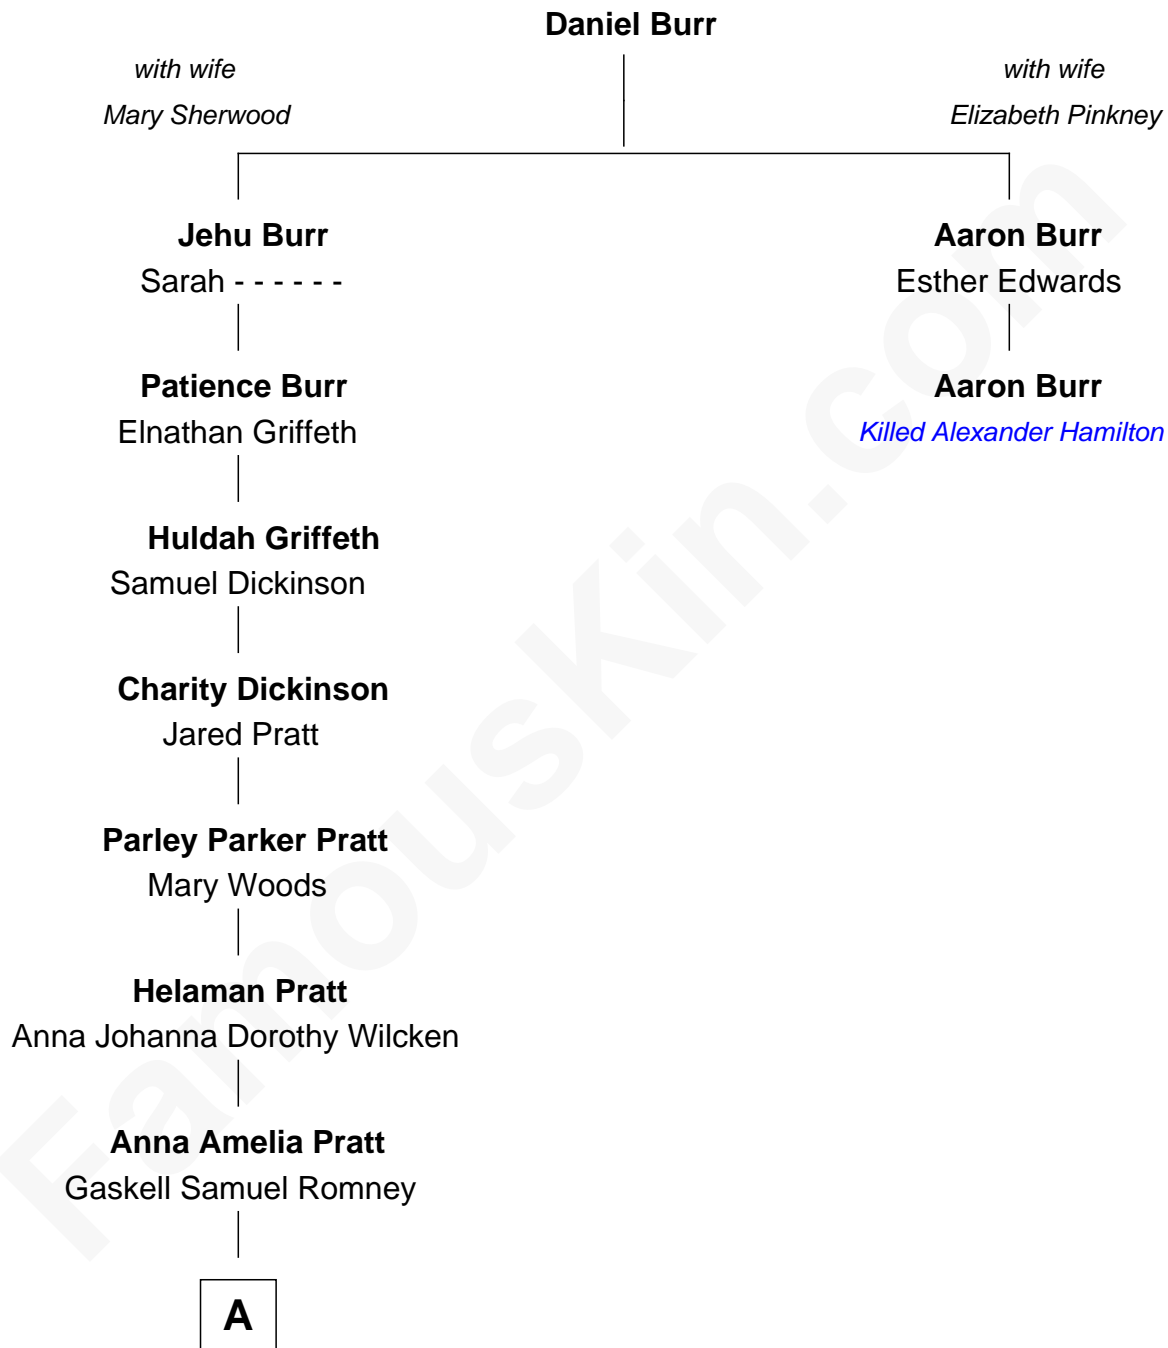 Daniel Burr
with wife
Mary Sherwood
with wife
Elizabeth Pinkney
Jehu Burr
Sarah - - - - - -
Aaron Burr
Esther Edwards
Patience Burr
Elnathan Griffeth
Aaron Burr
Killed Alexander Hamilton
Huldah Griffeth
Samuel Dickinson
Charity Dickinson
Jared Pratt
Parley Parker Pratt
Mary Woods
Helaman Pratt
Anna Johanna Dorothy Wilcken
Anna Amelia Pratt
Gaskell Samuel Romney
A
FamousKin.com